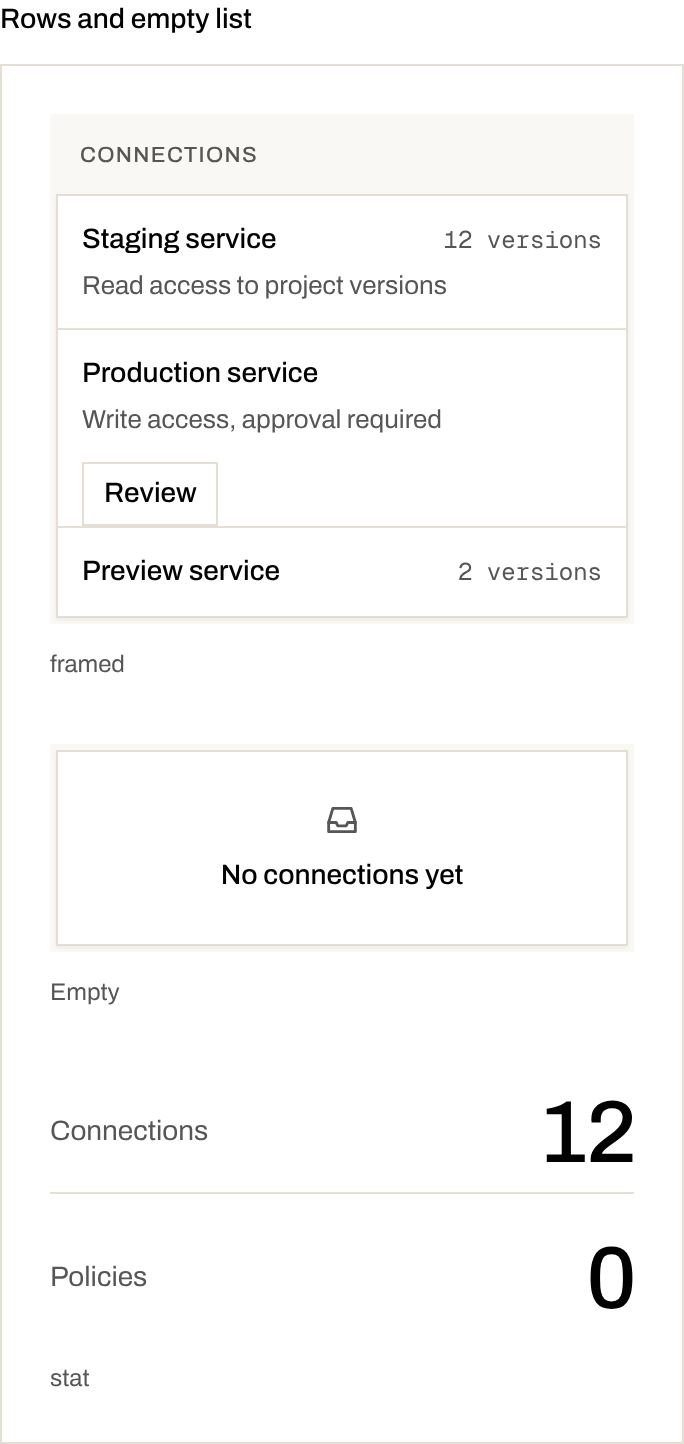 Rows and empty list
CONNECTIONS
Staging service 12 versions
Read access to project versions
Production service
Write access, approval required
Review
Preview service 2 versions
framed
No connections yet
Empty
Connections 12
Policies 0
stat